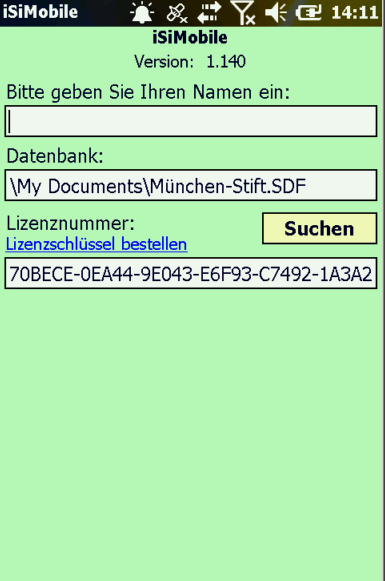 iSiMobile 14:11
iSiMobile
Version: 1.140
Bitte geben Sie Ihren Namen ein:
Datenbank:
\My Documents\München-Stift.SDF
Lizenznummer:
Suchen
Lizenzschlüssel bestellen
70BECE-0EA44-9E043-E6F93-C7492-1A3A2